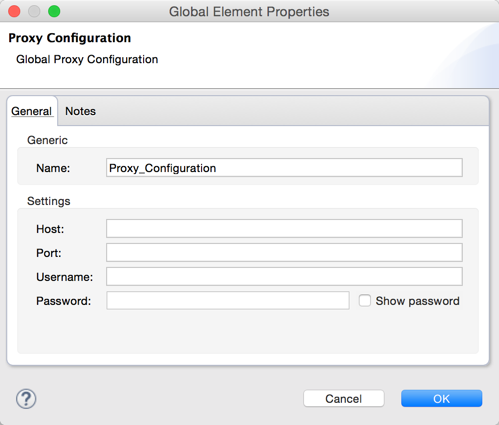 Global Element Properties
Proxy Configuration
Global Proxy Configuration
General Notes
Generic
Name: Proxy_Configuration
Settings
Host:
Port:
Username:
Password: Show password
? Cancel OK